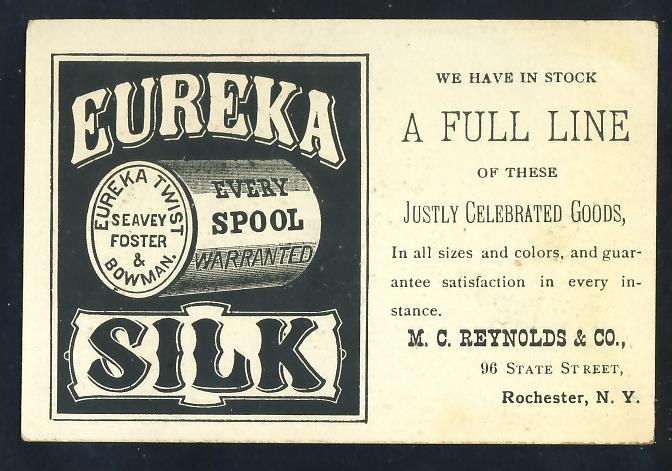 EUREKA
EUREKA TWIST
SEAVEY
FOSTER
&
BOWMAN.
EVERY
SPOOL
WARRANTED
SILK
WE HAVE IN STOCK
A FULL LINE
OF THESE
JUSTLY CELEBRATED GOODS,
In all sizes and colors, and guar-
antee satisfaction in every in-
stance.
M. C. REYNOLDS & CO.,
96 STATE STREET,
Rochester, N. Y.